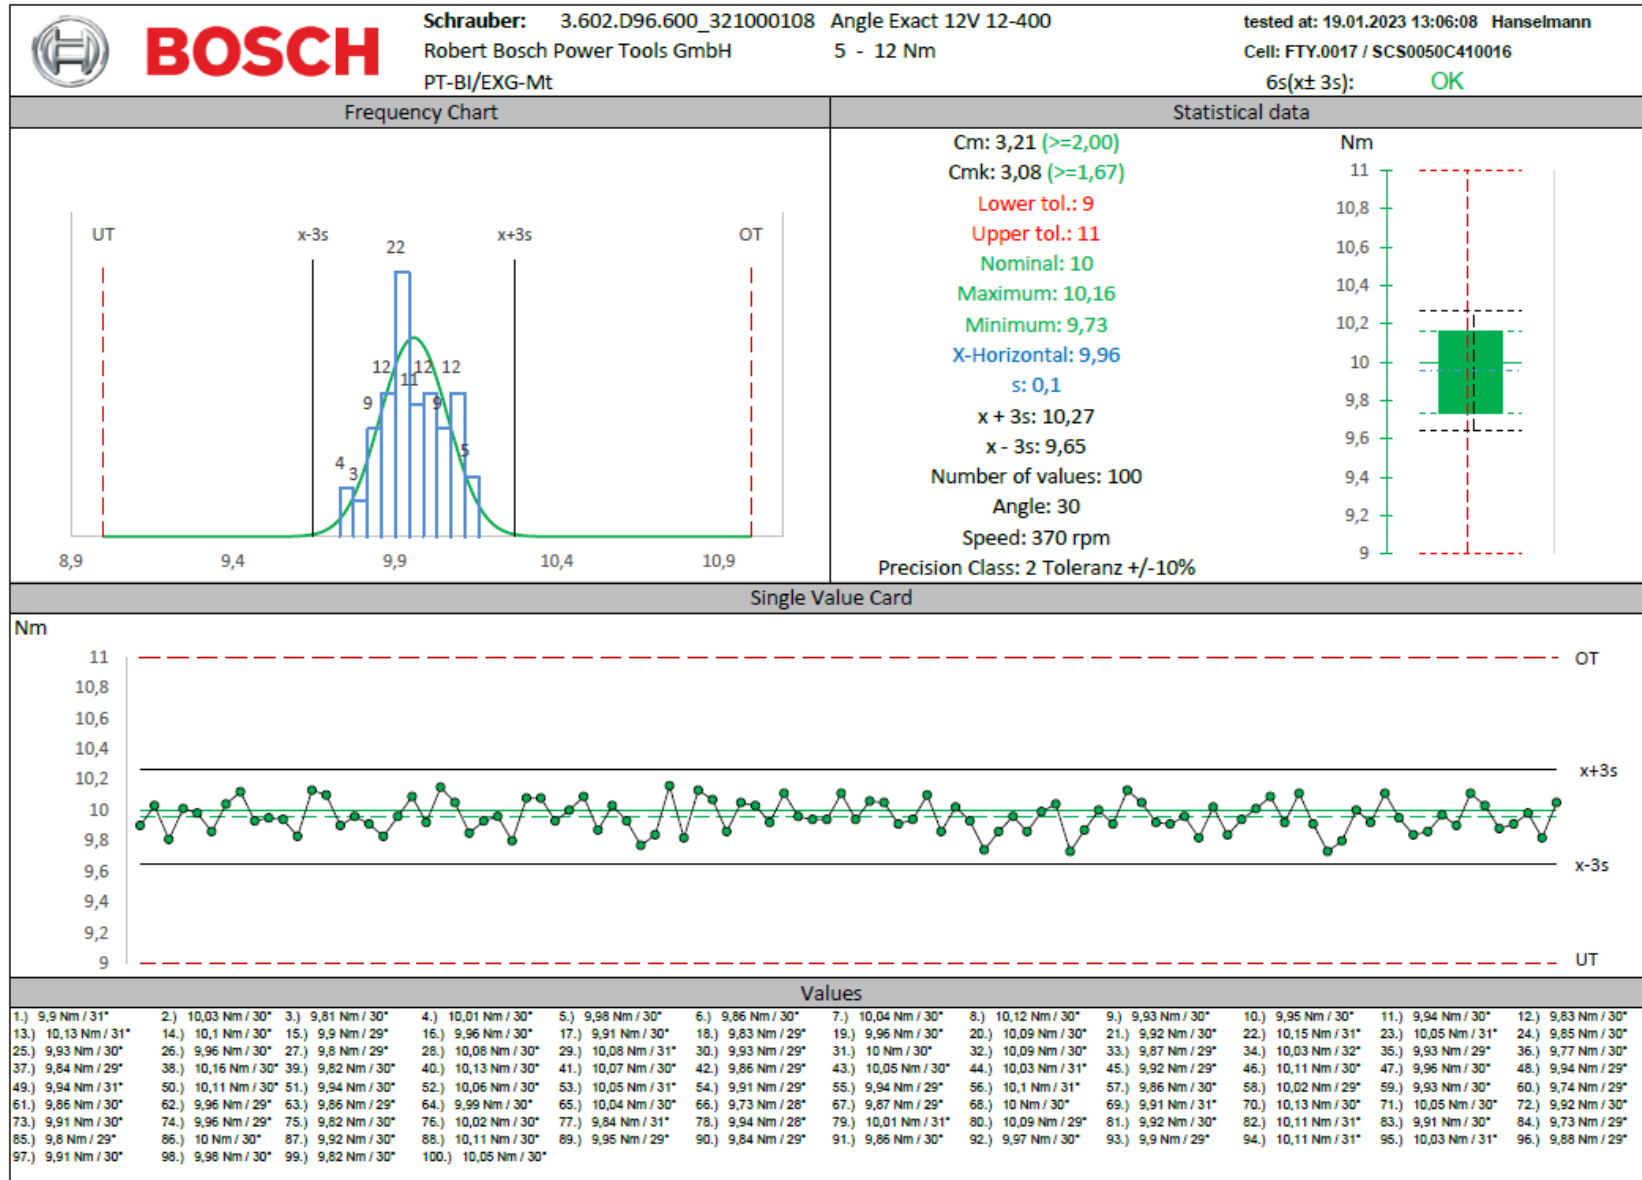 BOSCH
Schrauber: 3.602.D96.600_321000108 Angle Exact 12V 12-400
Robert Bosch Power Tools GmbH 5 - 12 Nm
PT-BI/EXG-Mt
tested at: 19.01.2023 13:06:08 Hanselmann
Cell: FTY.0017 / SCS0050C410016
6s(x± 3s): OK
Frequency Chart
UT x-3s x+3s OT
22
12 12 12
11
9 9
5
4 3
8,9 9,4 9,9 10,4 10,9
Statistical data
Cm: 3,21 (>=2,00)
Cmk: 3,08 (>=1,67)
Lower tol.: 9
Upper tol.: 11
Nominal: 10
Maximum: 10,16
Minimum: 9,73
X-Horizontal: 9,96
s: 0,1
x + 3s: 10,27
x - 3s: 9,65
Number of values: 100
Angle: 30
Speed: 370 rpm
Precision Class: 2 Toleranz +/-10%
Nm
11
10,8
10,6
10,4
10,2
10
9,8
9,6
9,4
9,2
9
Single Value Card
Nm
11 OT
10,8
10,6
10,4
10,2 x+3s
10
9,8
9,6 x-3s
9,4
9,2
9 UT
Values
1.) 9,9 Nm / 31° 2.) 10,03 Nm / 30° 3.) 9,81 Nm / 30° 4.) 10,01 Nm / 30° 5.) 9,98 Nm / 30° 6.) 9,86 Nm / 30° 7.) 10,04 Nm / 30° 8.) 10,12 Nm / 30° 9.) 9,93 Nm / 30° 10.) 9,95 Nm / 30° 11.) 9,94 Nm / 30° 12.) 9,83 Nm / 30°
13.) 10,13 Nm / 31° 14.) 10,1 Nm / 30° 15.) 9,9 Nm / 29° 16.) 9,96 Nm / 30° 17.) 9,91 Nm / 30° 18.) 9,83 Nm / 29° 19.) 9,96 Nm / 30° 20.) 10,09 Nm / 30° 21.) 9,92 Nm / 30° 22.) 10,15 Nm / 31° 23.) 10,05 Nm / 31° 24.) 9,85 Nm / 30°
25.) 9,93 Nm / 30° 26.) 9,96 Nm / 30° 27.) 9,8 Nm / 29° 28.) 10,08 Nm / 30° 29.) 10,08 Nm / 31° 30.) 9,93 Nm / 29° 31.) 10 Nm / 30° 32.) 10,09 Nm / 30° 33.) 9,87 Nm / 29° 34.) 10,03 Nm / 32° 35.) 9,93 Nm / 29° 36.) 9,77 Nm / 30°
37.) 9,84 Nm / 29° 38.) 10,16 Nm / 30° 39.) 9,82 Nm / 30° 40.) 10,13 Nm / 30° 41.) 10,07 Nm / 30° 42.) 9,86 Nm / 29° 43.) 10,05 Nm / 30° 44.) 10,03 Nm / 31° 45.) 9,92 Nm / 29° 46.) 10,11 Nm / 30° 47.) 9,96 Nm / 30° 48.) 9,94 Nm / 29°
49.) 9,94 Nm / 31° 50.) 10,11 Nm / 30° 51.) 9,94 Nm / 30° 52.) 10,06 Nm / 30° 53.) 10,05 Nm / 31° 54.) 9,91 Nm / 29° 55.) 9,94 Nm / 29° 56.) 10,1 Nm / 31° 57.) 9,86 Nm / 30° 58.) 10,02 Nm / 29° 59.) 9,93 Nm / 30° 60.) 9,74 Nm / 29°
61.) 9,86 Nm / 30° 62.) 9,96 Nm / 29° 63.) 9,86 Nm / 29° 64.) 9,99 Nm / 30° 65.) 10,04 Nm / 30° 66.) 9,73 Nm / 28° 67.) 9,87 Nm / 29° 68.) 10 Nm / 30° 69.) 9,91 Nm / 31° 70.) 10,13 Nm / 30° 71.) 10,05 Nm / 30° 72.) 9,92 Nm / 30°
73.) 9,91 Nm / 30° 74.) 9,96 Nm / 29° 75.) 9,82 Nm / 30° 76.) 10,02 Nm / 30° 77.) 9,84 Nm / 31° 78.) 9,94 Nm / 28° 79.) 10,01 Nm / 31° 80.) 10,09 Nm / 29° 81.) 9,92 Nm / 30° 82.) 10,11 Nm / 31° 83.) 9,91 Nm / 30° 84.) 9,73 Nm / 29°
85.) 9,8 Nm / 29° 86.) 10 Nm / 30° 87.) 9,92 Nm / 30° 88.) 10,11 Nm / 30° 89.) 9,95 Nm / 29° 90.) 9,84 Nm / 29° 91.) 9,86 Nm / 30° 92.) 9,97 Nm / 30° 93.) 9,9 Nm / 29° 94.) 10,11 Nm / 31° 95.) 10,03 Nm / 31° 96.) 9,88 Nm / 29°
97.) 9,91 Nm / 30° 98.) 9,98 Nm / 30° 99.) 9,82 Nm / 30° 100.) 10,05 Nm / 30°